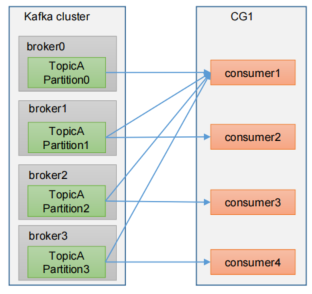 Kafka cluster
CG1
broker0
TopicA
Partition0
consumer1
broker1
TopicA
Partition1
consumer2
broker2
TopicA
Partition2
consumer3
broker3
TopicA
Partition3
consumer4